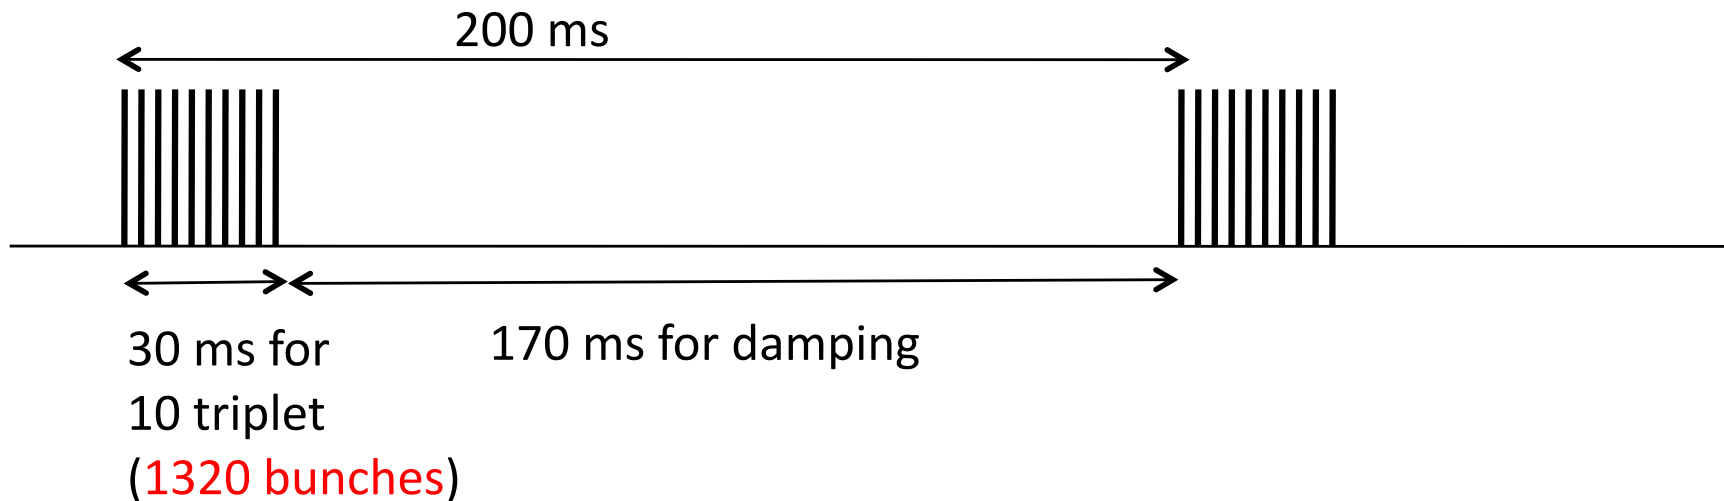 200 ms
30 ms for
10 triplet
(1320 bunches)
170 ms for damping